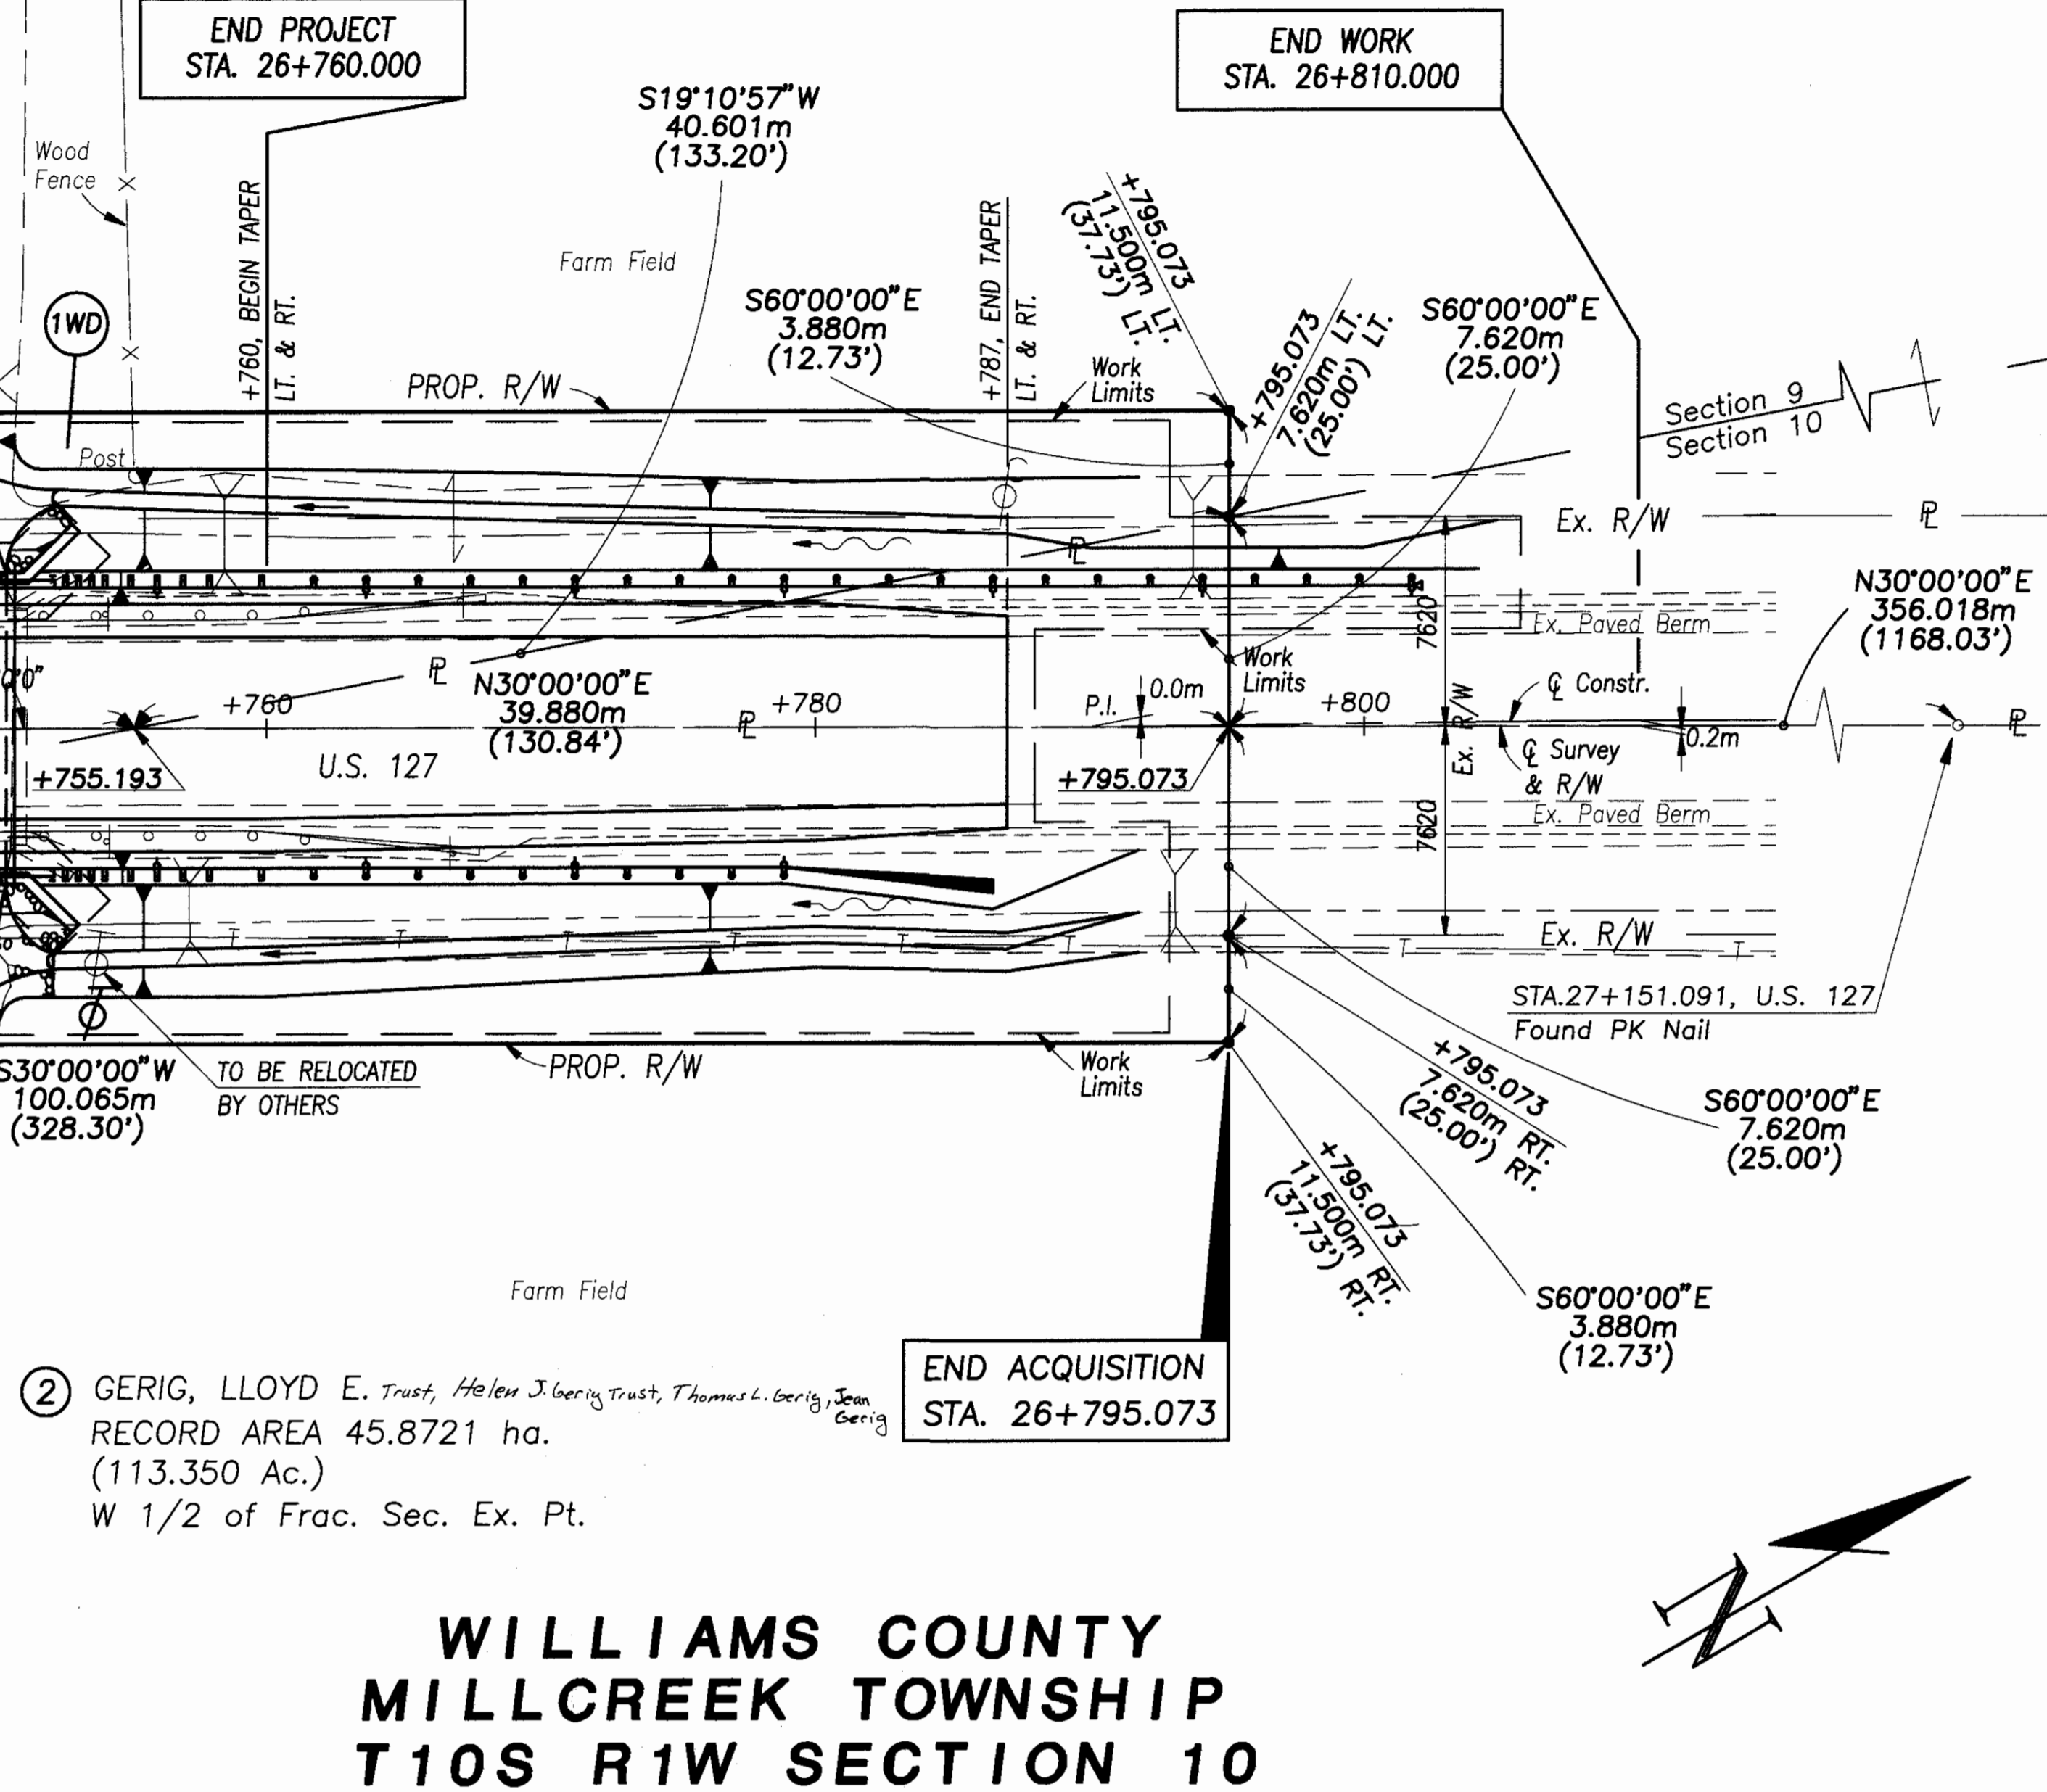 END PROJECT
STA. 26+760.000
END WORK
STA. 26+810.000
S19°10'57"W
40.601m
(133.20')
Wood
Fence
+760, BEGIN TAPER
LT. & RT.
Farm Field
+787, END TAPER
LT. & RT.
+795.073
11.500m LT.
(37.73') LT.
+795.073
7.620m LT.
(25.00') LT.
S60°00'00"E
3.880m
(12.73')
S60°00'00"E
7.620m
(25.00')
1WD
PROP. R/W
Work
Limits
Section 9
Section 10
Post
Ex. R/W
PL
PL
N30°00'00"E
356.018m
(1168.03')
7620
Ex. Paved Berm
Work
Limits
PL
N30°00'00"E
39.880m
(130.84')
+760
+780
PL
P.I.
0.0m
+800
Ex. R/W
CL Constr.
0.2m
PL
CL Survey
& R/W
U.S. 127
+755.193
+795.073
Ex. Paved Berm
7620
T T T T T T T T
Ex. R/W
STA.27+151.091, U.S. 127
Found PK Nail
S30°00'00"W
100.065m
(328.30')
TO BE RELOCATED
BY OTHERS
PROP. R/W
Work
Limits
+795.073
7.620m RT.
(25.00') RT.
S60°00'00"E
7.620m
(25.00')
+795.073
11.500m RT.
(37.73') RT.
S60°00'00"E
3.880m
(12.73')
Farm Field
END ACQUISITION
STA. 26+795.073
2 GERIG, LLOYD E. Trust, Helen J. Gerig Trust, Thomas L. Gerig, Jean
Gerig
RECORD AREA 45.8721 ha.
(113.350 Ac.)
W 1/2 of Frac. Sec. Ex. Pt.
N
WILLIAMS COUNTY
MILLCREEK TOWNSHIP
T10S R1W SECTION 10